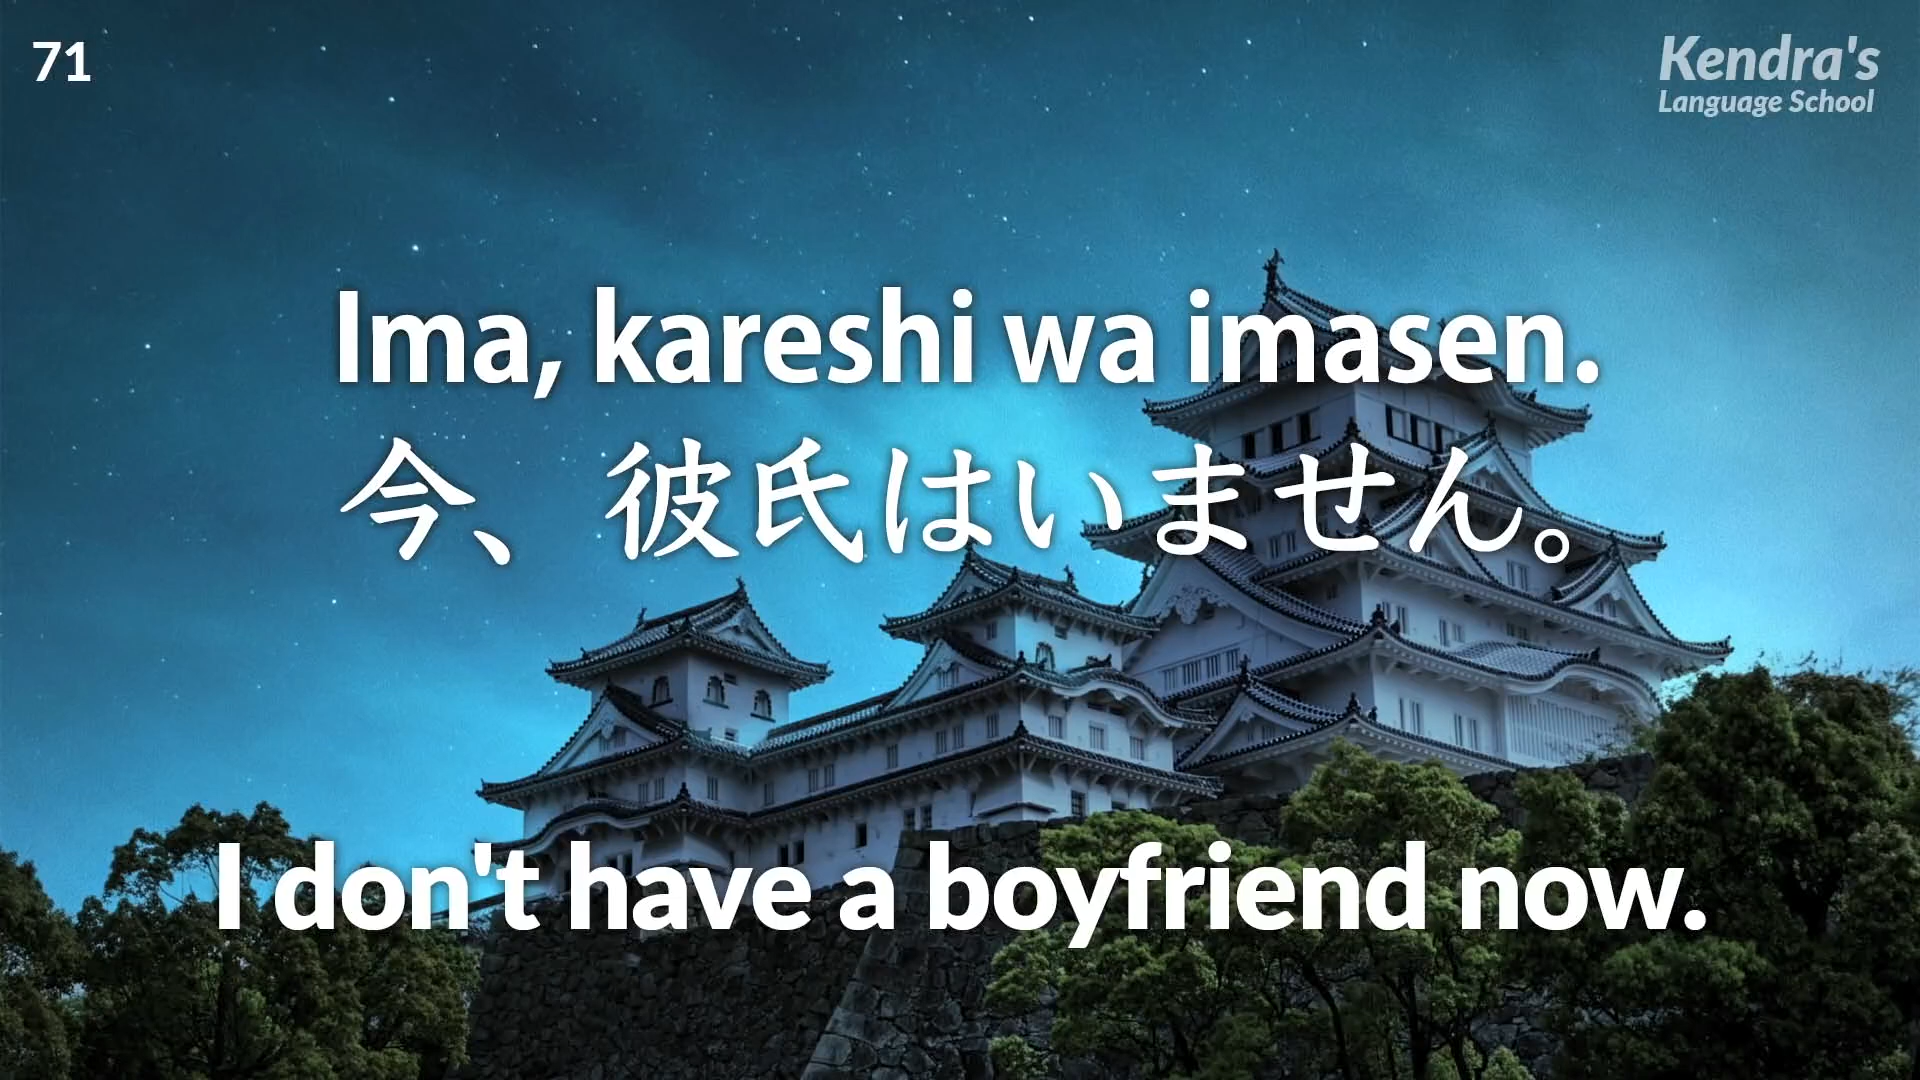 71
Kendra's
Language School
Ima, kareshi wa imasen.
今、彼氏はいません。
I don't have a boyfriend now.